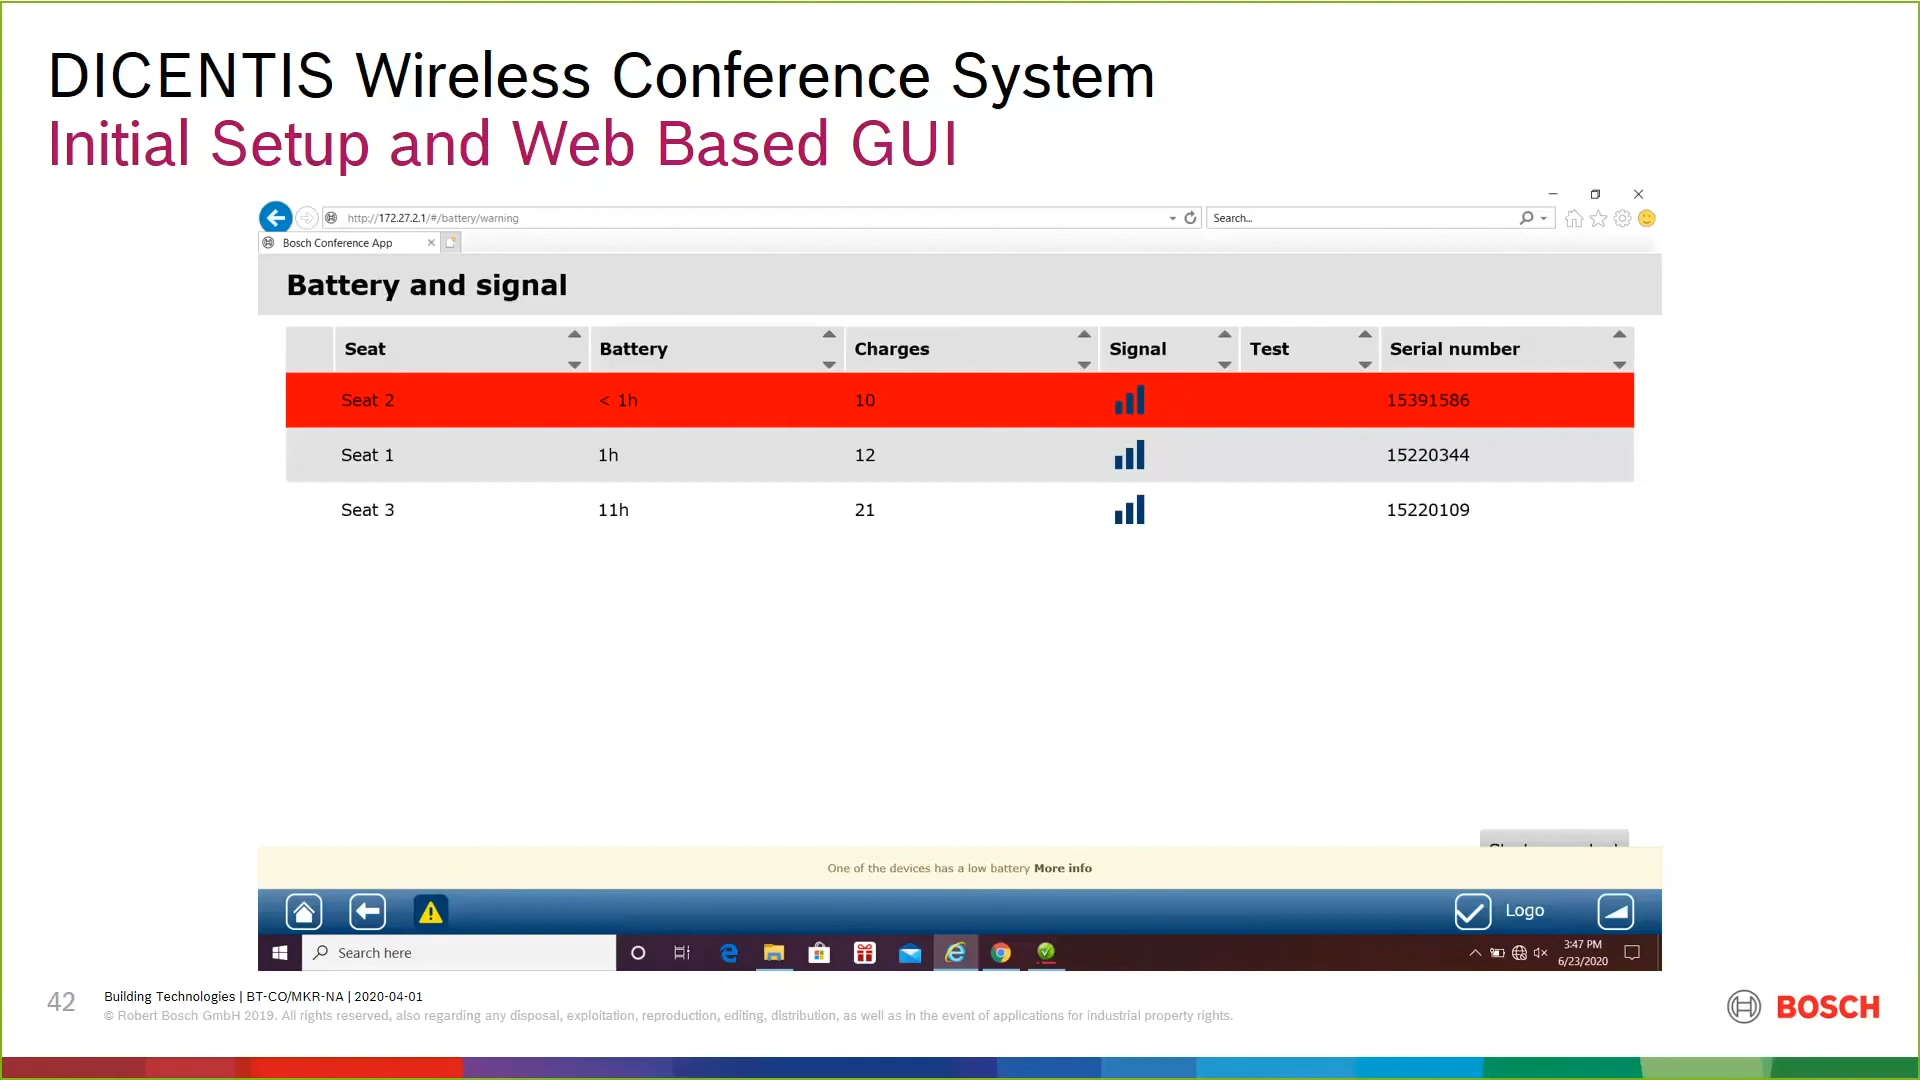 DICENTIS Wireless Conference System
Initial Setup and Web Based GUI
http://172.27.2.1/#/battery/warning
Search...
Bosch Conference App
Battery and signal
Seat Battery Charges Signal Test Serial number
Seat 2 < 1h 10 15391586
Seat 1 1h 12 15220344
Seat 3 11h 21 15220109
One of the devices has a low battery More info
Logo
Search here
3:47 PM
6/23/2020
42
Building Technologies | BT-CO/MKR-NA | 2020-04-01
© Robert Bosch GmbH 2019. All rights reserved, also regarding any disposal, exploitation, reproduction, editing, distribution, as well as in the event of applications for industrial property rights.
BOSCH